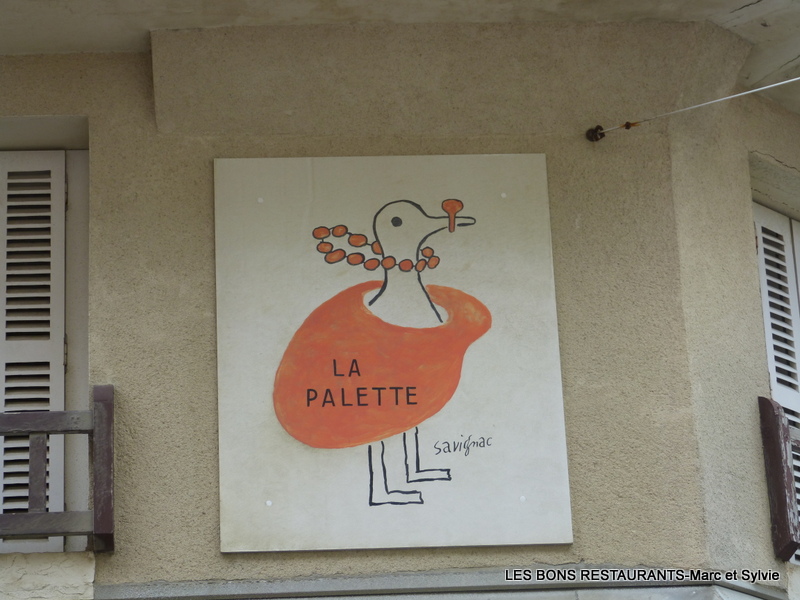 LA
PALETTE
savignac
LES BONS RESTAURANTS-Marc et Sylvie